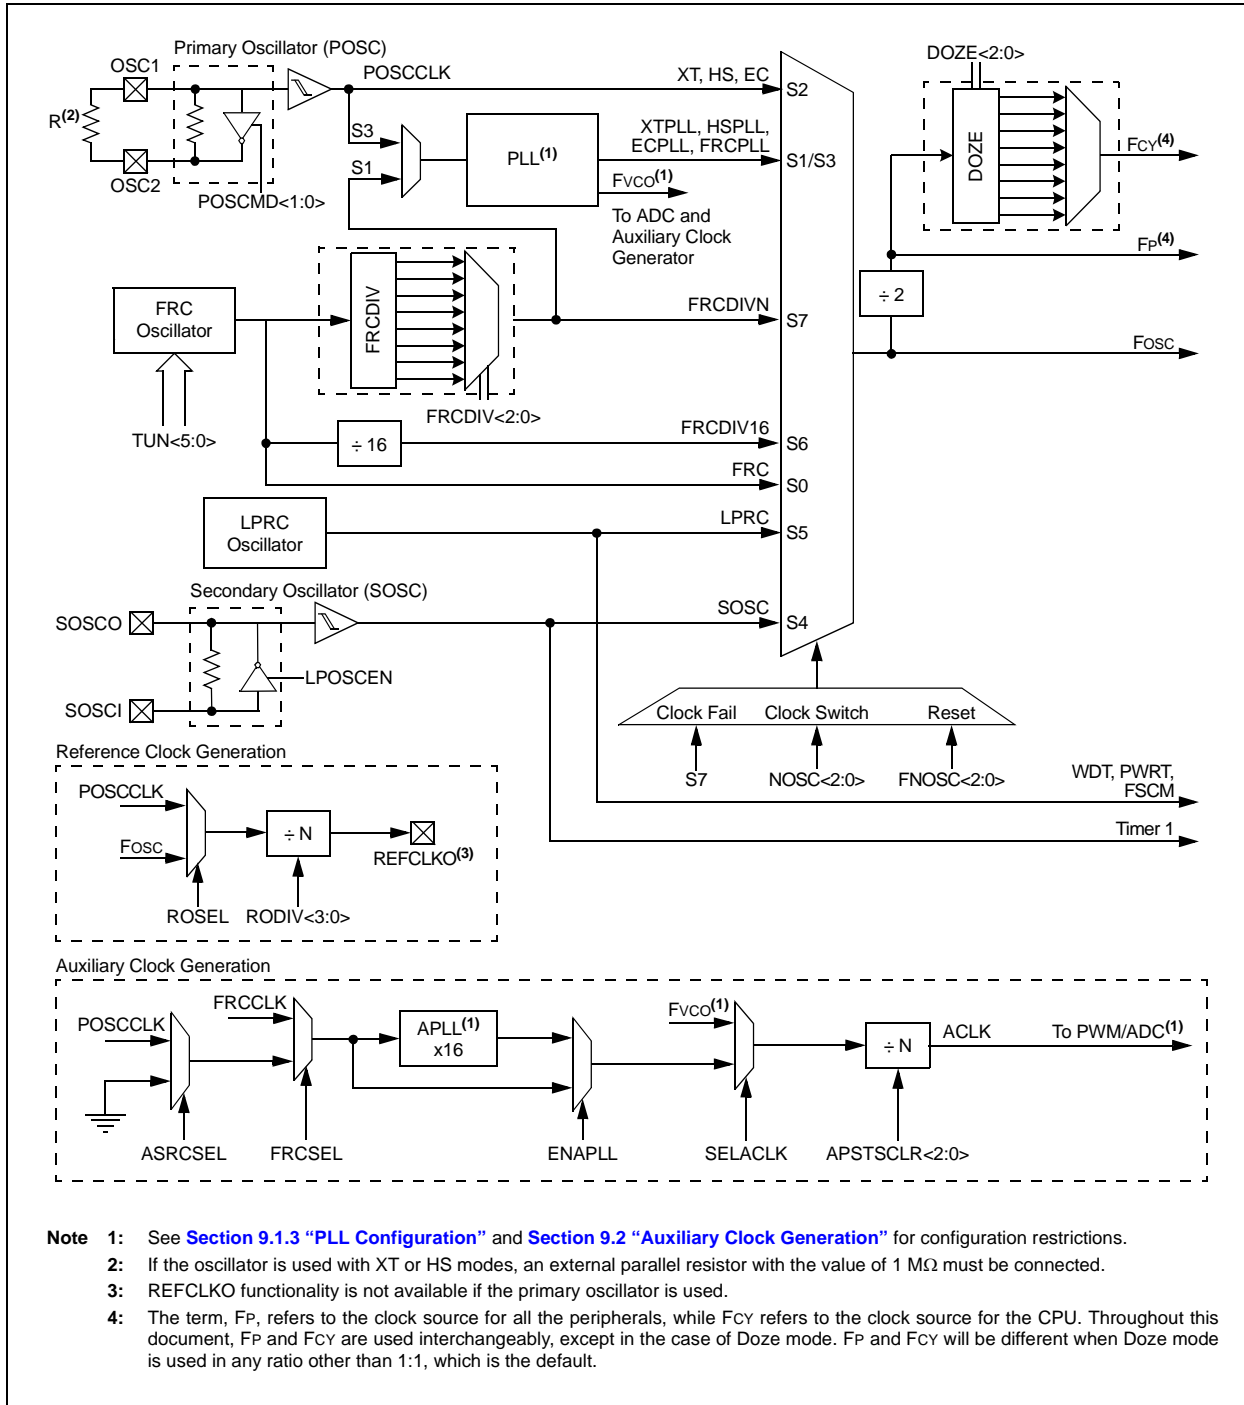 Primary Oscillator (POSC)
OSC1
R(2)
OSC2
POSCMD<1:0>
POSCCLK
XT, HS, EC
S2
S3
S1
PLL(1)
XTPLL, HSPLL,
ECPLL, FRCPLL
S1/S3
FVCO(1)
To ADC and
Auxiliary Clock
Generator
DOZE<2:0>
DOZE
FCY(4)
FP(4)
÷ 2
FOSC
FRC
Oscillator
TUN<5:0>
FRCDIV
FRCDIV<2:0>
FRCDIVN
S7
÷ 16
FRCDIV16
S6
FRC
S0
LPRC
Oscillator
LPRC
S5
Secondary Oscillator (SOSC)
SOSCO
SOSCI
LPOSCEN
SOSC
S4
Clock Fail
Clock Switch
Reset
S7
NOSC<2:0>
FNOSC<2:0>
WDT, PWRT,
FSCM
Timer 1
Reference Clock Generation
POSCCLK
FOSC
÷ N
REFCLKO(3)
ROSEL
RODIV<3:0>
Auxiliary Clock Generation
POSCCLK
FRCCLK
APLL(1)
x16
FVCO(1)
÷ N
ACLK
To PWM/ADC(1)
ASRCSEL
FRCSEL
ENAPLL
SELACLK
APSTSCLR<2:0>
Note 1: See Section 9.1.3 “PLL Configuration” and Section 9.2 “Auxiliary Clock Generation” for configuration restrictions.
2: If the oscillator is used with XT or HS modes, an external parallel resistor with the value of 1 MΩ must be connected.
3: REFCLKO functionality is not available if the primary oscillator is used.
4: The term, FP, refers to the clock source for all the peripherals, while FCY refers to the clock source for the CPU. Throughout this
document, FP and FCY are used interchangeably, except in the case of Doze mode. FP and FCY will be different when Doze mode
is used in any ratio other than 1:1, which is the default.